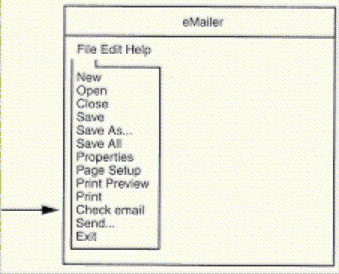 eMailer
File Edit Help
New
Open
Close
Save
Save As...
Save All
Properties
Page Setup
Print Preview
Print
Check email
Send...
Exit